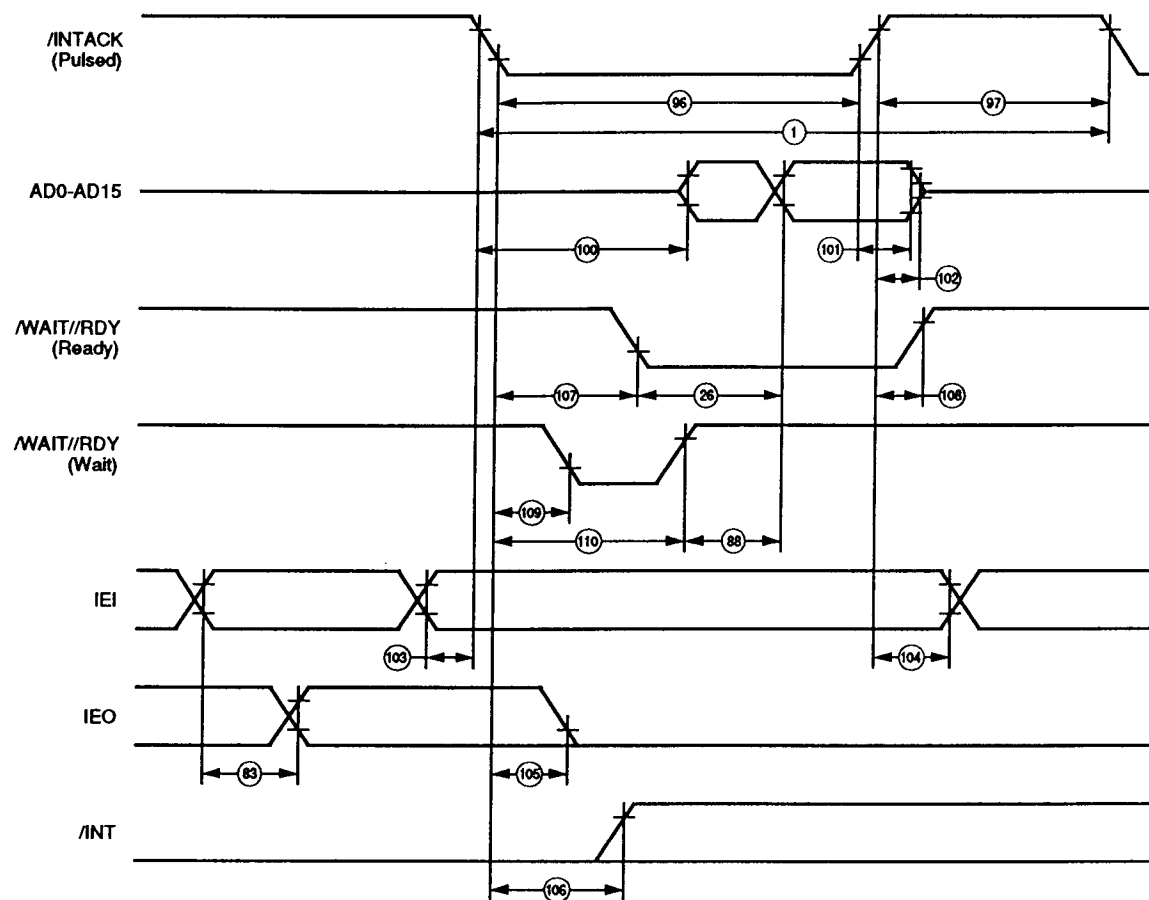 /INTACK
(Pulsed)
96
97
1
AD0-AD15
100
101
102
/WAIT//RDY
(Ready)
107
26
108
/WAIT//RDY
(Wait)
109
110
88
IEI
103
104
IEO
83
105
/INT
106